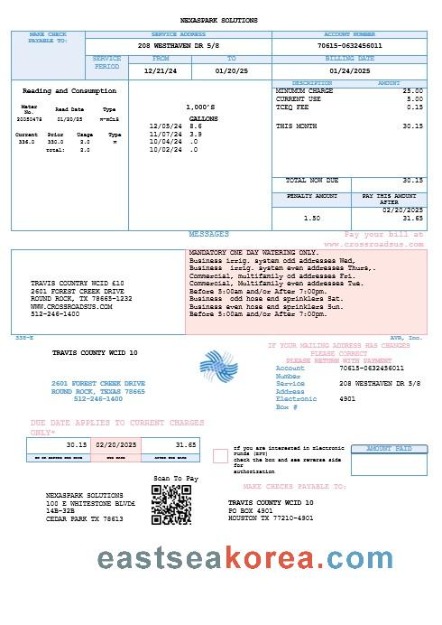 NEXASPARK SOLUTIONS
MAKE CHECK PAYABLE TO:
SERVICE ADDRESS
ACCOUNT NUMBER
208 WESTHAVEN DR 5/8
70615-0632456011
SERVICE PERIOD
FROM
TO
BILLING DATE
12/21/24
01/20/25
01/24/2025
Reading and Consumption
Meter No.
Read Date
Type
01/20/25
Current
Prior
Usage
Type
336.0
330.0
Total:
1,000'S
GALLONS
12/05/24 8.6
11/07/24 3.9
10/04/24 .0
10/02/24 .0
DESCRIPTION
AMOUNT
MINUMUM CHARGE 25.00
CURRENT USE 5.00
TCEQ FEE 0.15
THIS MONTH 30.15
TOTAL NOW DUE 30.15
PENALTY AMOUNT
PAY THIS AMOUNT AFTER
02/20/2025
1.50
31.65
MESSAGES
Pay your bill at
www.crossroadsus.com
TRAVIS COUNTRY WCID 610
2601 FOREST CREEK DRIVE
ROUND ROCK, TX 78665-1232
WWW.CROSSROADSUS.COM
512-246-1400
MANDATORY ONE DAY WATERING ONLY.
Business irrig. system odd addresses Wed,
Business irrig. system even addresses Thurs,.
Commercial, multifamily od addresses Fri.
Commercial, Multifamily even addresses Tue.
Before 5:00am and/or After 7:00pm.
Business odd hose end sprinklers Sat.
Business even hose end sprinklers Sun.
Before 5:00am and/or After 7:00pm.
AVR, Inc.
TRAVIS COUNTY WCID 10
2601 FOREST CREEK DRIVE
ROUND ROCK, TEXAS 78665
512-246-1400
IF YOUR MAILING ADDRESS HAS CHANGED
PLEASE CORRECT
PLEASE RETURN WITH PAYMENT
Account Number
70615-0632456011
Service Address
208 WESTHAVEN DR 5/8
Electronic Box #
4901
DUE DATE APPLIES TO CURRENT CHARGES
ONLY*
30.15
02/20/2025
31.65
If you are interested in Electronic
Funds (EFT)
check the box and see reverse side
for
authorization
AMOUNT PAID
Scan To Pay
MAKE CHECKS PAYABLE TO:
NEXASPARK SOLUTIONS
100 E WHITESTONE BLVD#
14B-32B
CEDAR PARK TX 78613
TRAVIS COUNTY WCID 10
PO BOX 4901
HOUSTON TX 77210-4901
eastseakorea.com